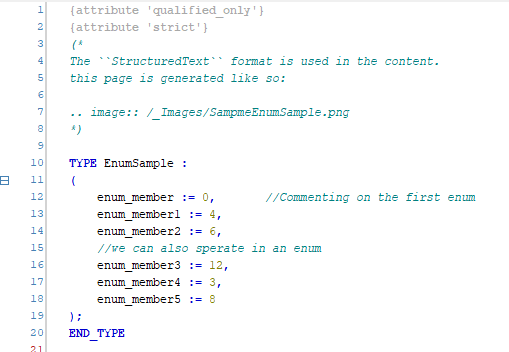 1 {attribute 'qualified_only'}
2 {attribute 'strict'}
3 (*
4 The ``StructuredText`` format is used in the content.
5 this page is generated like so:
6
7 .. image:: /_Images/SampmeEnumSample.png
8 *)
9
10 TYPE EnumSample :
11 (
12 enum_member := 0, //Commenting on the first enum
13 enum_member1 := 4,
14 enum_member2 := 6,
15 //we can also sperate in an enum
16 enum_member3 := 12,
17 enum_member4 := 3,
18 enum_member5 := 8
19 );
20 END_TYPE
21